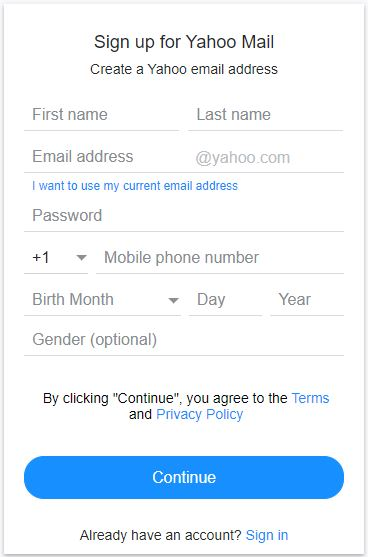 Sign up for Yahoo Mail
Create a Yahoo email address
First name Last name
Email address @yahoo.com
I want to use my current email address
Password
+1 Mobile phone number
Birth Month Day Year
Gender (optional)
By clicking "Continue", you agree to the Terms
and Privacy Policy
Continue
Already have an account? Sign in